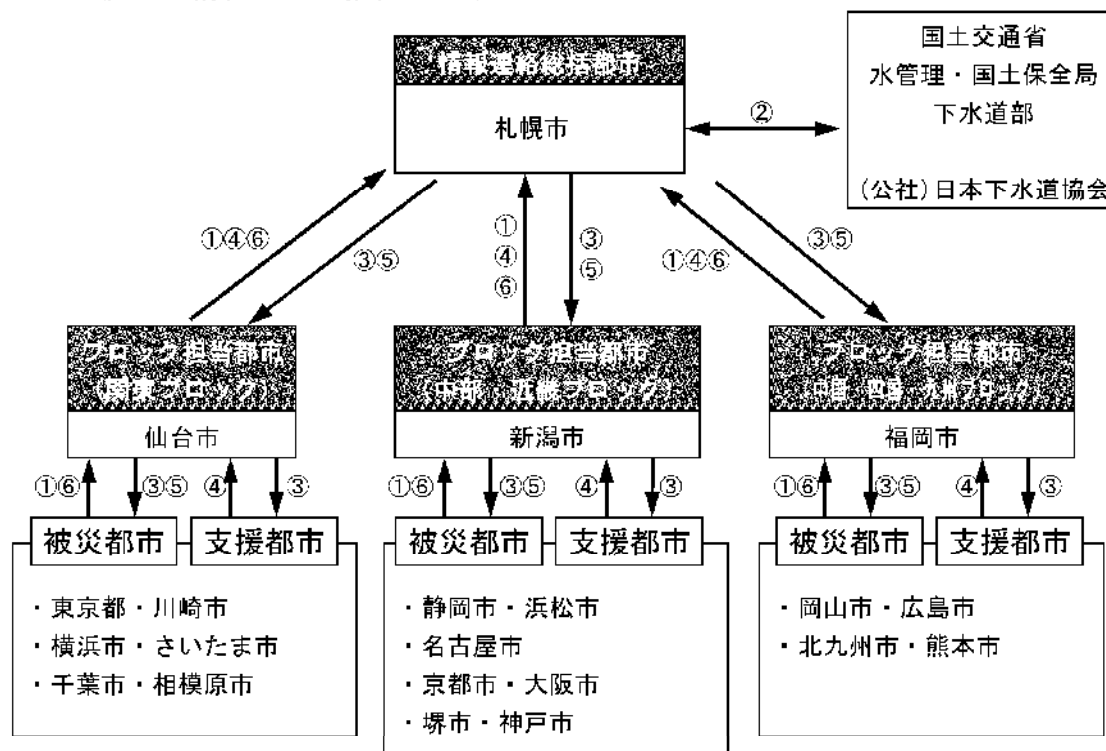 情報連絡総括都市
札幌市
国土交通省
水管理・国土保全局
下水道部
(公社)日本下水道協会
②
①④⑥
③⑤
①
④
⑥
③
⑤
①④⑥
③⑤
ブロック担当都市
(関東ブロック)
仙台市
ブロック担当都市
(中部・近畿ブロック)
新潟市
ブロック担当都市
(中国・四国・九州ブロック)
福岡市
①⑥
③⑤
④
③
①⑥
③⑤
④
③
①⑥
③⑤
④
③
被災都市
支援都市
被災都市
支援都市
被災都市
支援都市
・東京都・川崎市
・横浜市・さいたま市
・千葉市・相模原市
・静岡市・浜松市
・名古屋市
・京都市・大阪市
・堺市・神戸市
・岡山市・広島市
・北九州市・熊本市